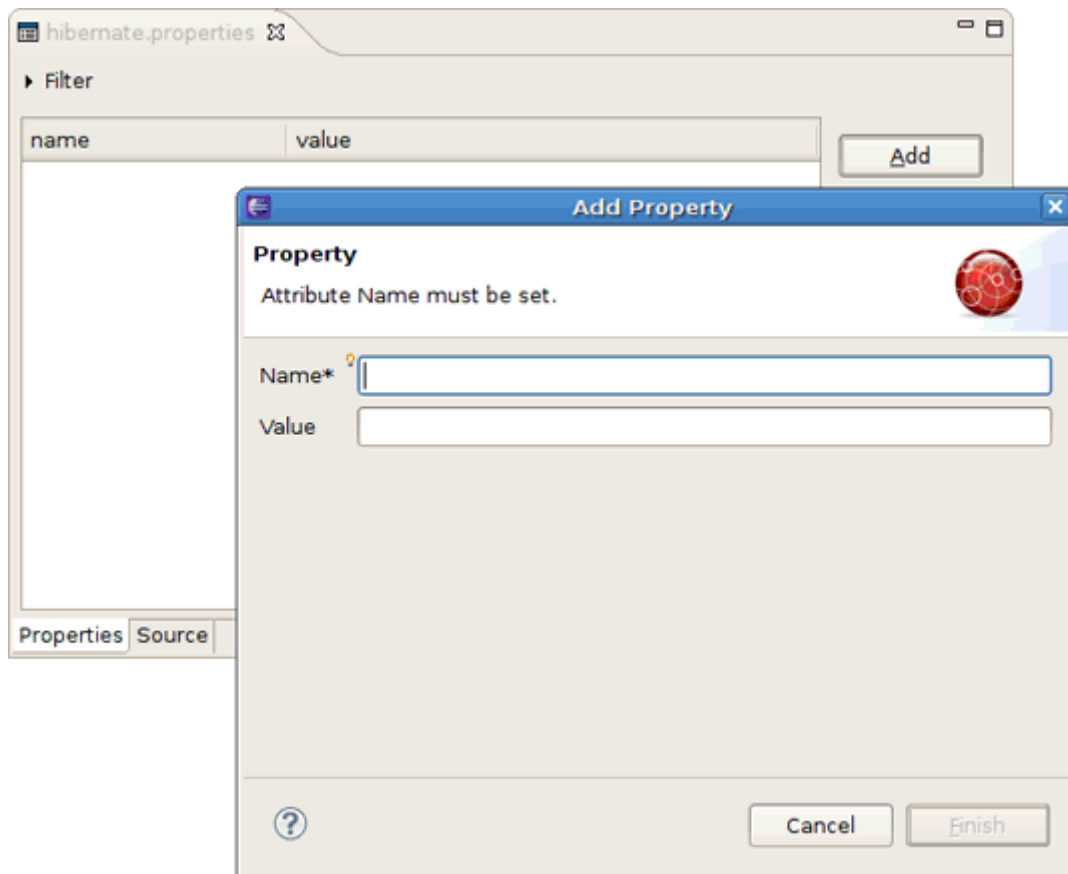 hibernate.properties
Filter
name value
Add
Add Property
Property
Attribute Name must be set.
Name*
Value
Properties Source
Cancel Finish